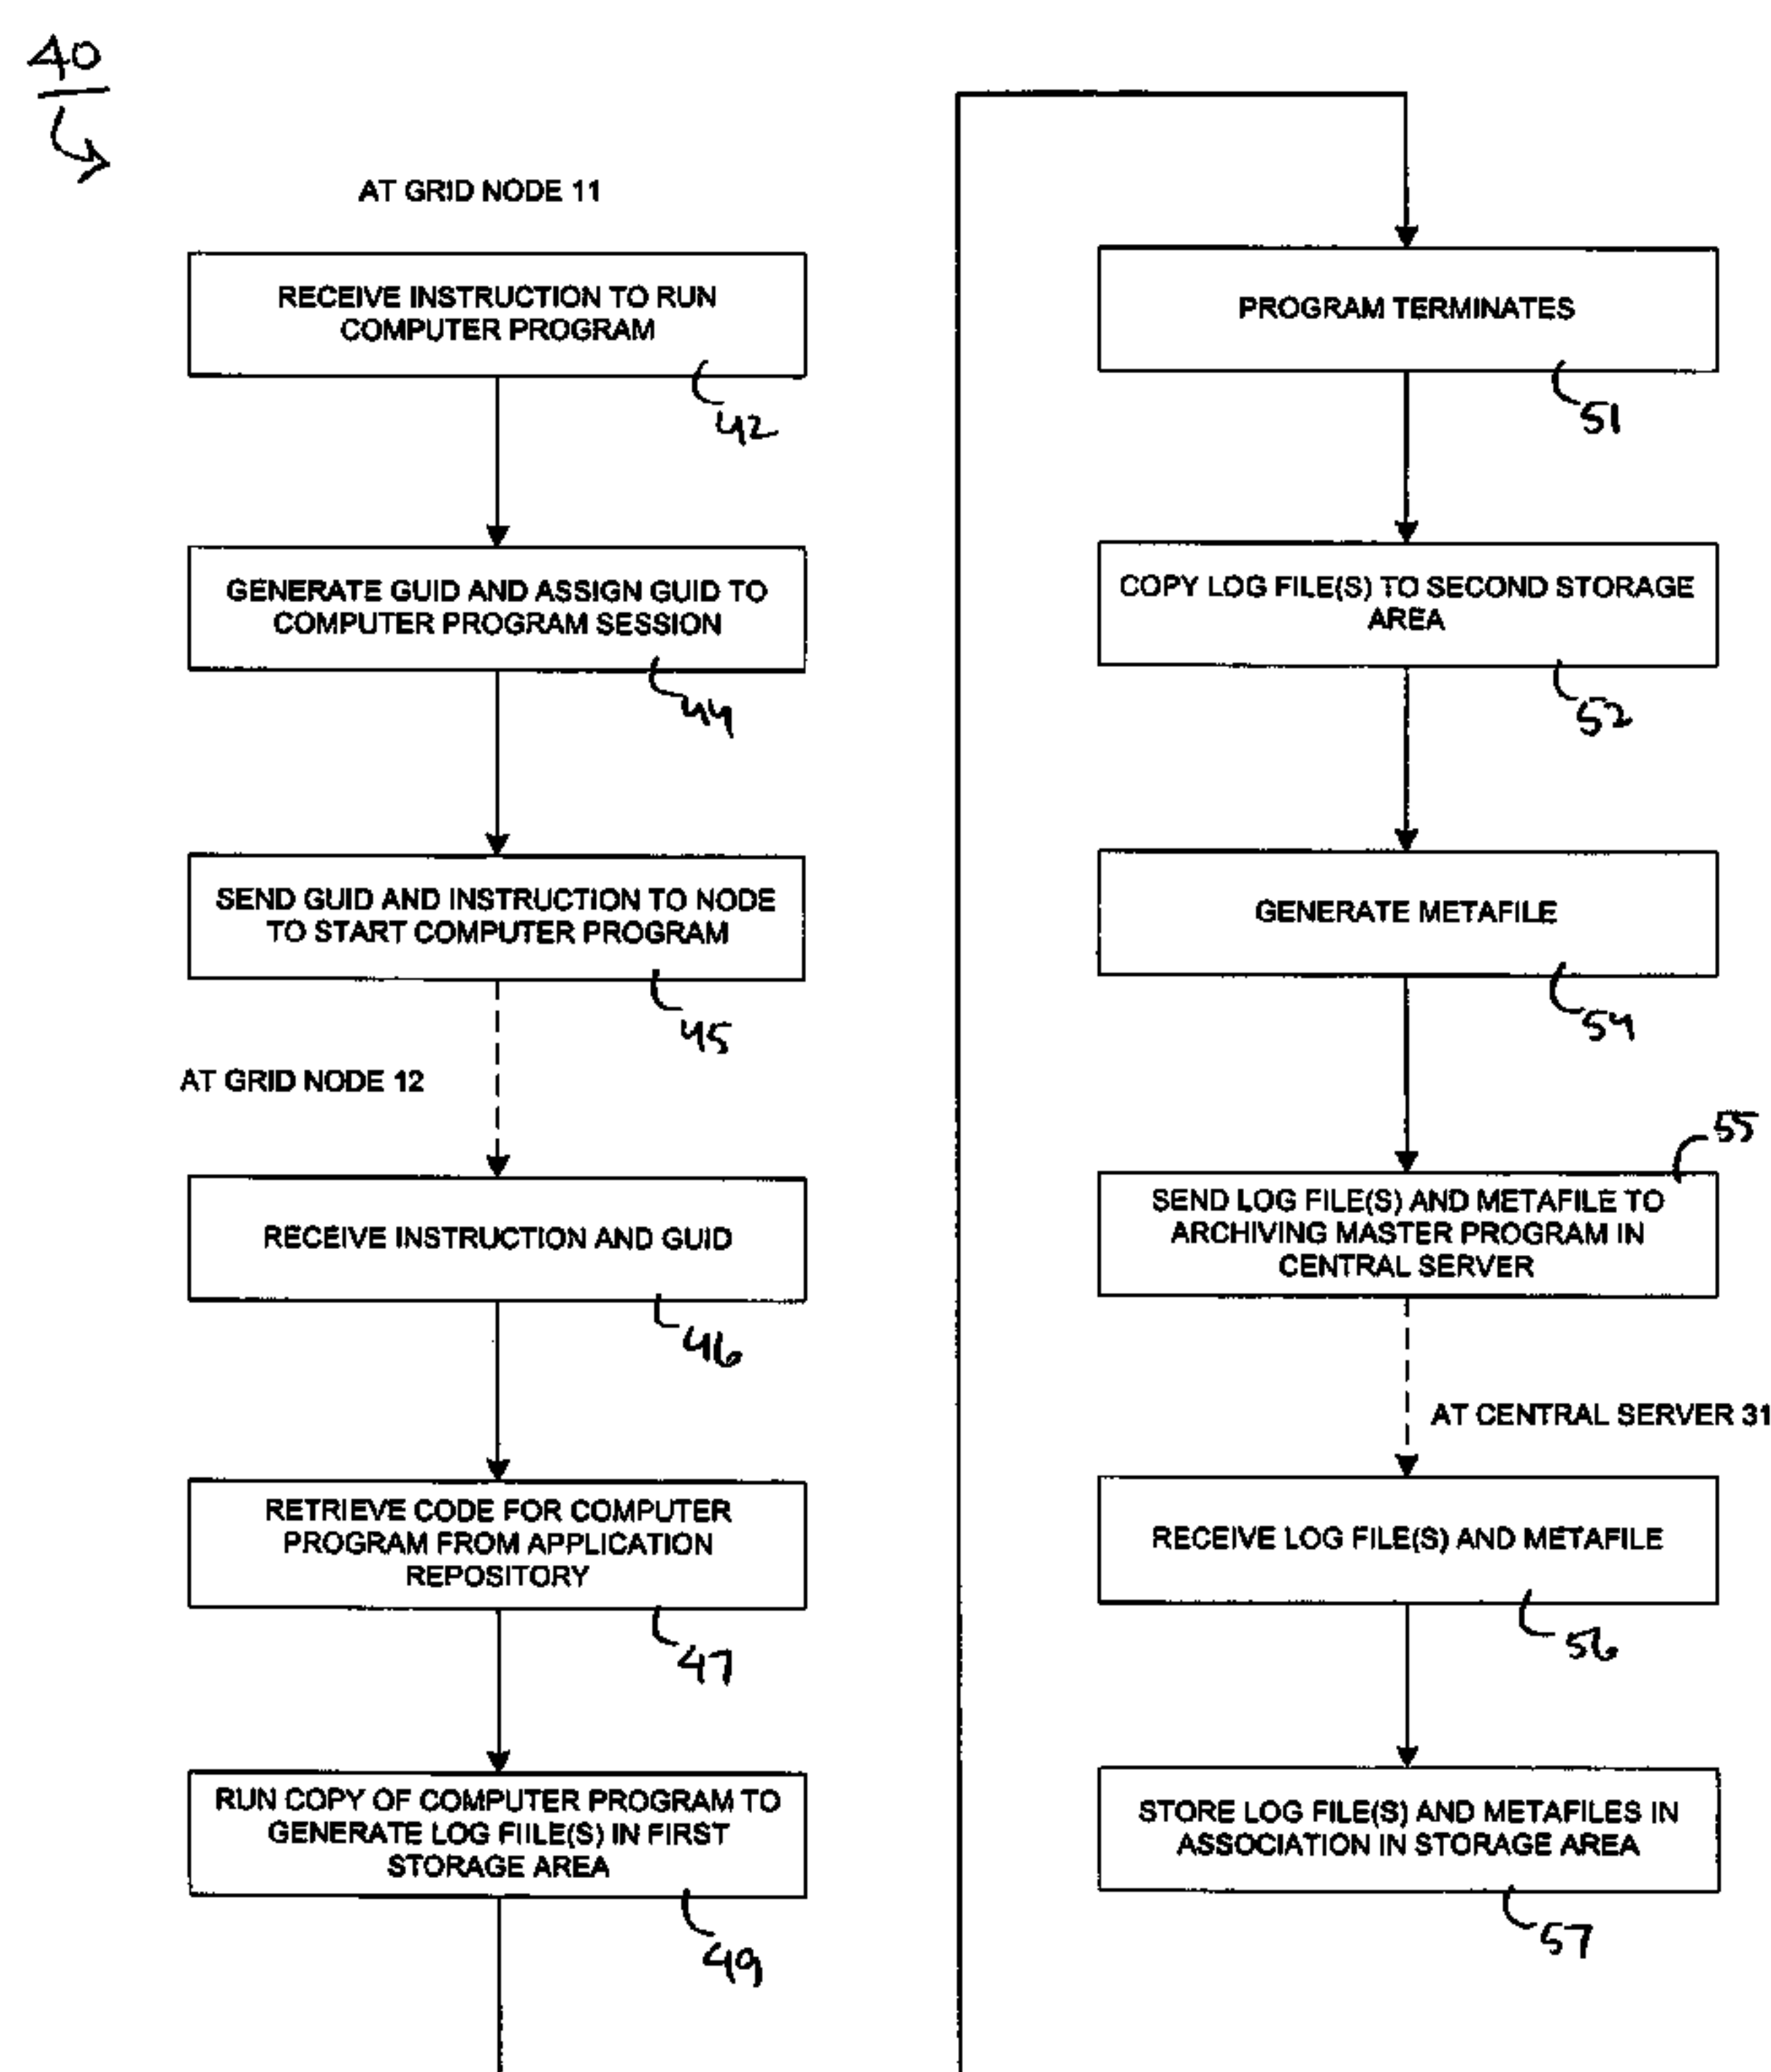 40
AT GRID NODE 11
RECEIVE INSTRUCTION TO RUN
COMPUTER PROGRAM
42
GENERATE GUID AND ASSIGN GUID TO
COMPUTER PROGRAM SESSION
44
SEND GUID AND INSTRUCTION TO NODE
TO START COMPUTER PROGRAM
45
AT GRID NODE 12
RECEIVE INSTRUCTION AND GUID
46
RETRIEVE CODE FOR COMPUTER
PROGRAM FROM APPLICATION
REPOSITORY
47
RUN COPY OF COMPUTER PROGRAM TO
GENERATE LOG FIILE(S) IN FIRST
STORAGE AREA
49
PROGRAM TERMINATES
51
COPY LOG FILE(S) TO SECOND STORAGE
AREA
52
GENERATE METAFILE
54
55
SEND LOG FILE(S) AND METAFILE TO
ARCHIVING MASTER PROGRAM IN
CENTRAL SERVER
AT CENTRAL SERVER 31
RECEIVE LOG FILE(S) AND METAFILE
56
STORE LOG FILE(S) AND METAFILES IN
ASSOCIATION IN STORAGE AREA
57